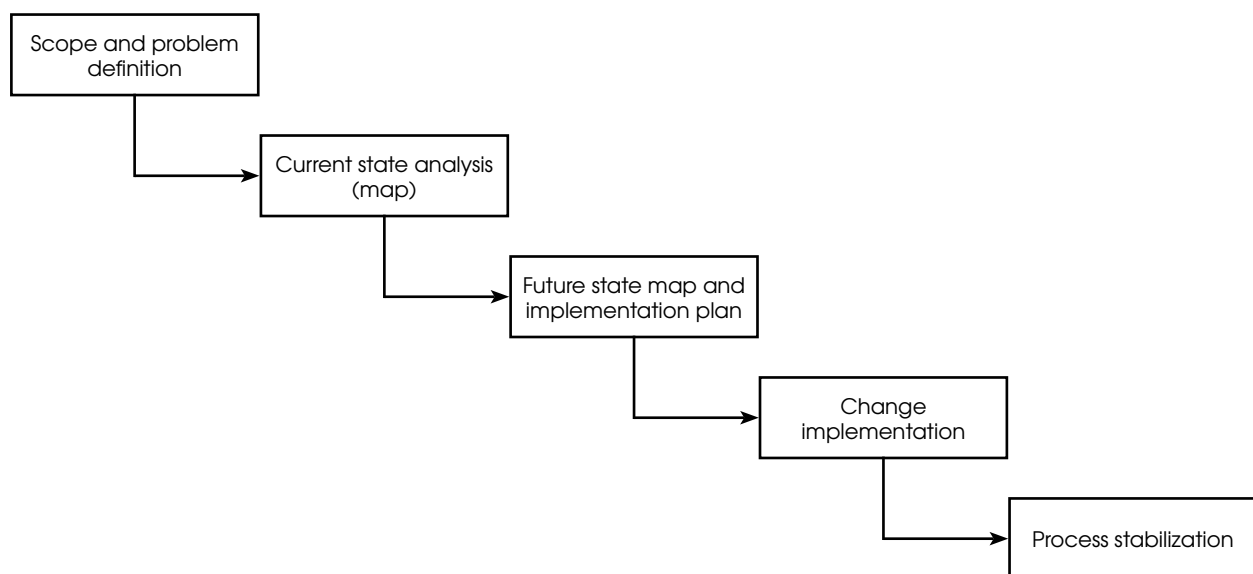 Scope and problem
definition
Current state analysis
(map)
Future state map and
implementation plan
Change
implementation
Process stabilization